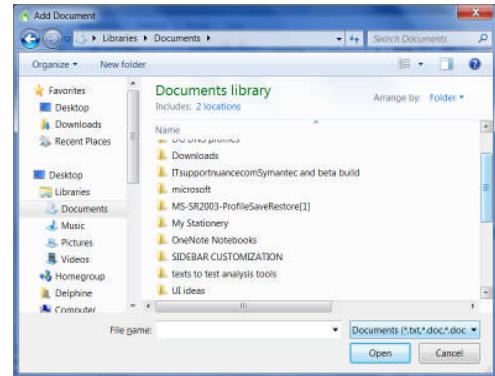 Add Document
Libraries Documents
Search Documents
Organize New folder
Favorites
Desktop
Downloads
Recent Places
Desktop
Libraries
Documents
Music
Pictures
Videos
Homegroup
Delphine
Computer
Documents library
Includes: 2 locations
Arrange by: Folder
Name
Downloads
ITsupportnuancecomSymantec and beta build
microsoft
MS-SR2003-ProfileSaveRestore[1]
My Stationery
OneNote Notebooks
SIDEBAR CUSTOMIZATION
texts to test analysis tools
UI ideas
File name:
Documents (*.txt,*.doc,*.doc
Open Cancel